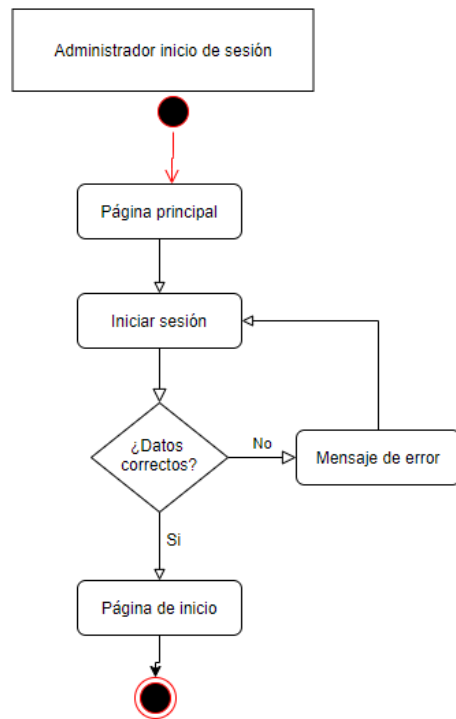 Administrador inicio de sesión
Página principal
Iniciar sesión
¿Datos
correctos?
No
Mensaje de error
Si
Página de inicio